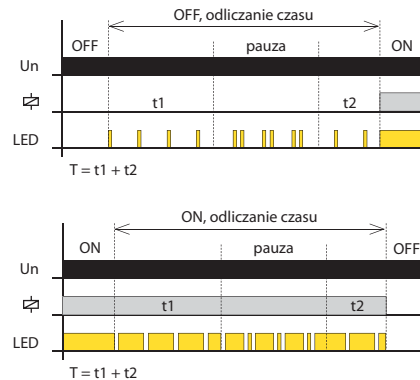 OFF, odliczanie czasu
OFF pauza ON
Un
t1 t2
LED
T = t1 + t2
ON, odliczanie czasu
ON pauza OFF
Un
t1 t2
LED
T = t1 + t2